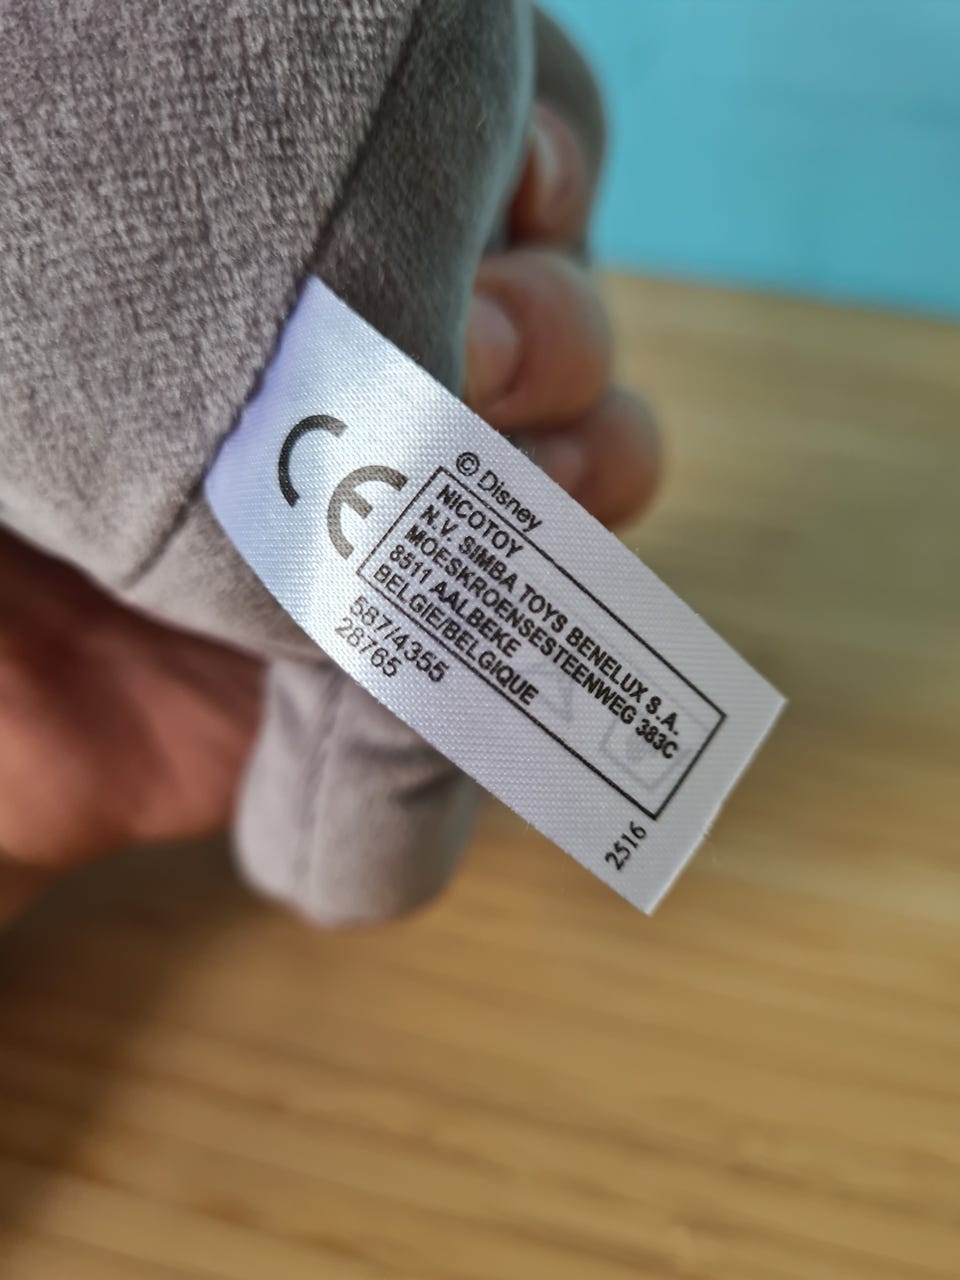 CE
© Disney
NICOTOY
N.V. SIMBA TOYS BENELUX S.A.
MOESKROENSESTEENWEG 383C
8511 AALBEKE
BELGIE/BELGIQUE
587/4355
28765
2516